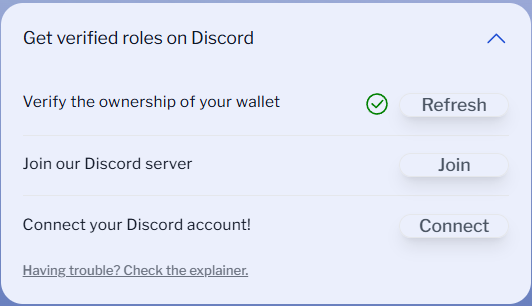 Get verified roles on Discord
Verify the ownership of your wallet Refresh
Join our Discord server Join
Connect your Discord account! Connect
Having trouble? Check the explainer.